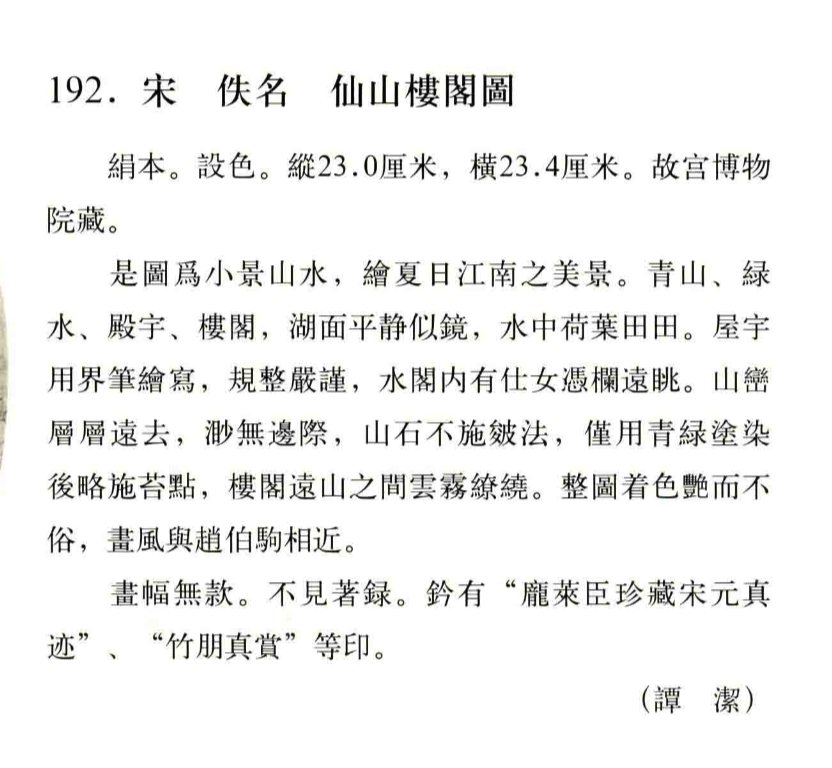 192. 宋　佚名　仙山樓閣圖
絹本。設色。縱23.0厘米，橫23.4厘米。故宮博物
院藏。
是圖爲小景山水，繪夏日江南之美景。青山、緑
水、殿宇、樓閣，湖面平静似鏡，水中荷葉田田。屋宇
用界筆繪寫，規整嚴謹，水閣内有仕女憑欄遠眺。山巒
層層遠去，渺無邊際，山石不施皴法，僅用青緑塗染
後略施苔點，樓閣遠山之間雲霧繚繞。整圖着色艷而不
俗，畫風與趙伯駒相近。
畫幅無款。不見著録。鈐有“龐萊臣珍藏宋元真
迹”、“竹朋真賞”等印。
（譚　潔）